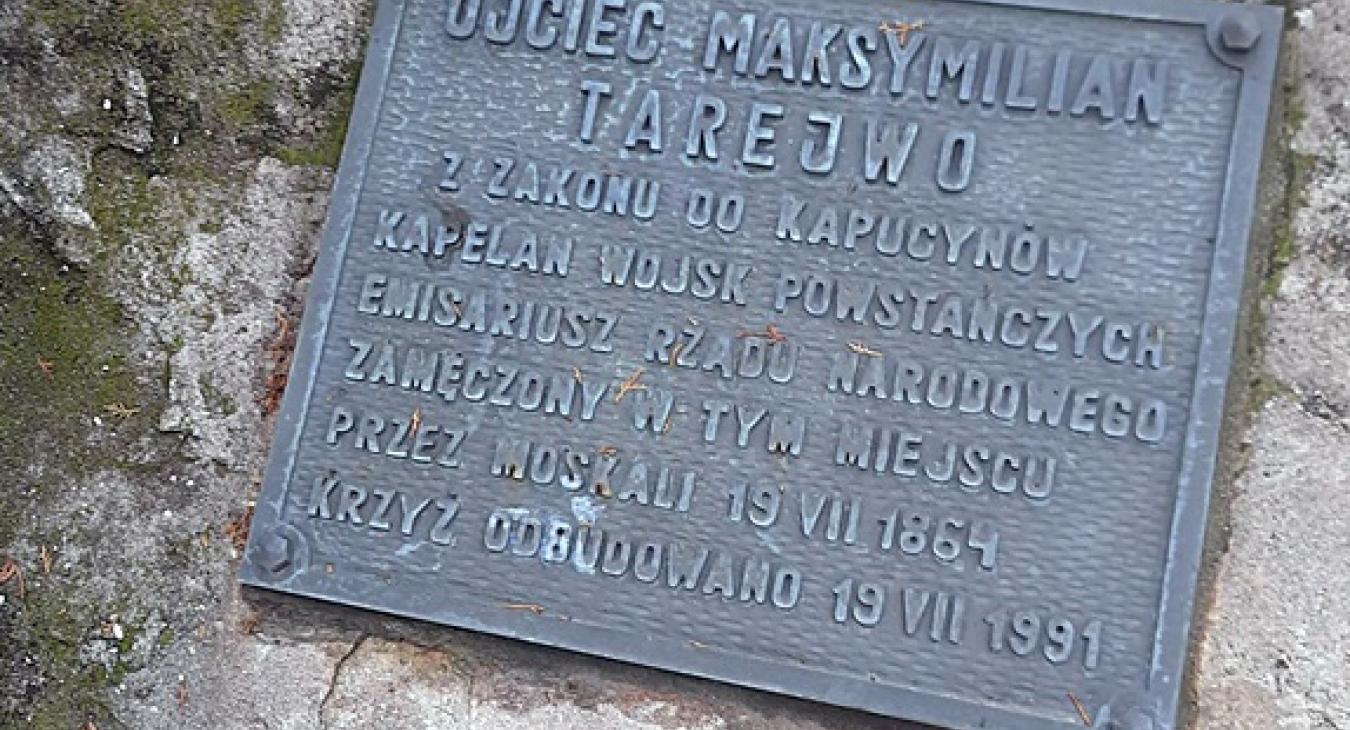 OJCIEC MAKSYMILIAN
TAREJWO
Z ZAKONU OO KAPUCYNÓW
KAPELAN WOJSK POWSTAŃCZYCH
EMISARIUSZ RŻĄDU NARODOWEGO
ZAMĘCZONY W TYM MIEJSCU
PRZEZ MOSKALI 19 VII 1864
KRZYŻ ODBUDOWANO 19 VII 1991